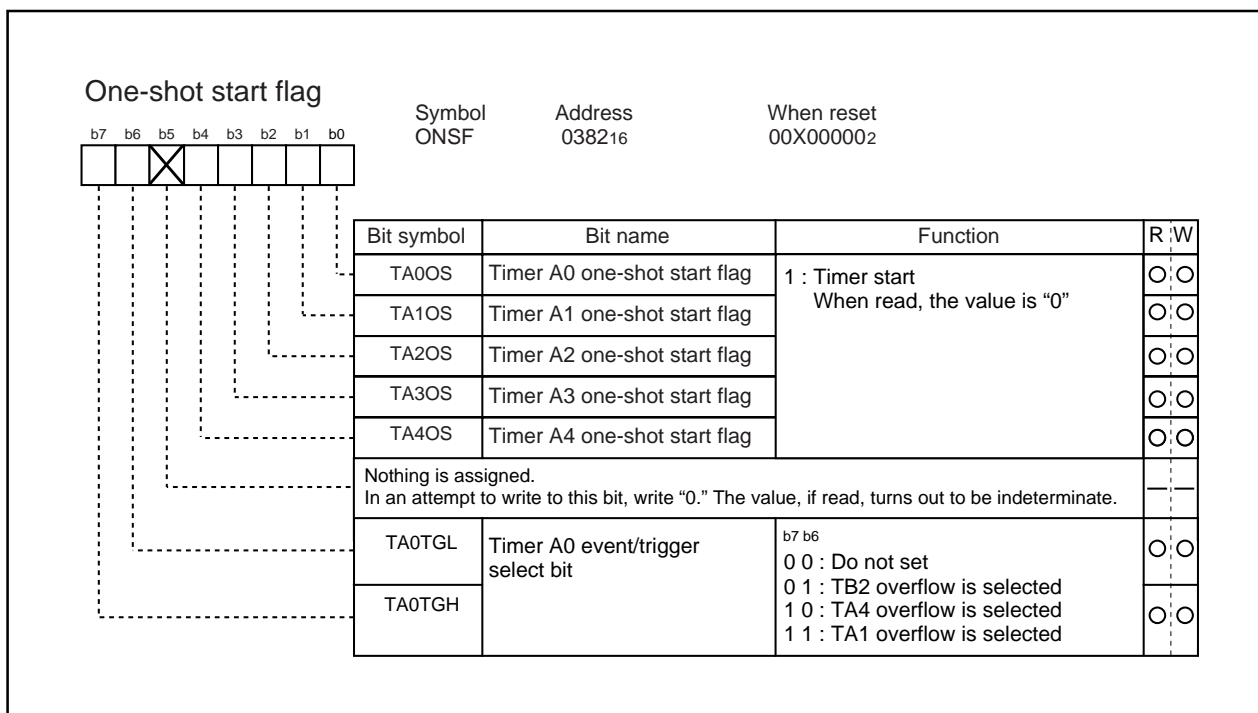 One-shot start flag
Symbol Address When reset
ONSF 038216 00X000002
b7 b6 b5 b4 b3 b2 b1 b0
Bit symbol Bit name Function R W
TA0OS Timer A0 one-shot start flag 1 : Timer start
When read, the value is “0”
TA1OS Timer A1 one-shot start flag
TA2OS Timer A2 one-shot start flag
TA3OS Timer A3 one-shot start flag
TA4OS Timer A4 one-shot start flag
Nothing is assigned.
In an attempt to write to this bit, write “0.” The value, if read, turns out to be indeterminate.
TA0TGL Timer A0 event/trigger
select bit
b7 b6
0 0 : Do not set
0 1 : TB2 overflow is selected
TA0TGH 1 0 : TA4 overflow is selected
1 1 : TA1 overflow is selected